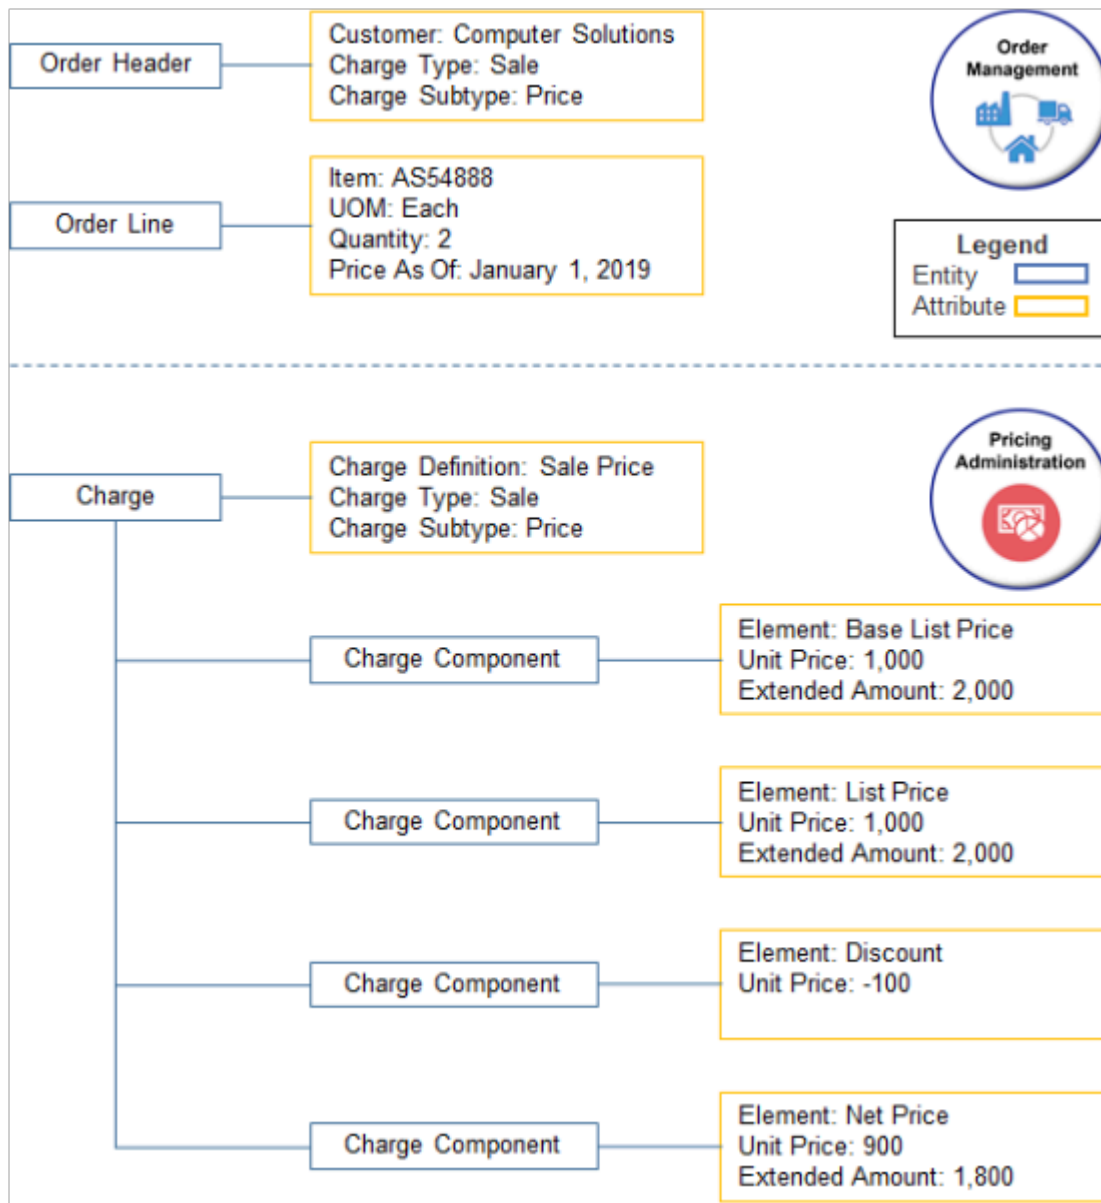 Order Header
Customer: Computer Solutions
Charge Type: Sale
Charge Subtype: Price
Order
Management
Order Line
Item: AS54888
UOM: Each
Quantity: 2
Price As Of: January 1, 2019
Legend
Entity
Attribute
Charge
Charge Definition: Sale Price
Charge Type: Sale
Charge Subtype: Price
Pricing
Administration
Charge Component
Element: Base List Price
Unit Price: 1,000
Extended Amount: 2,000
Charge Component
Element: List Price
Unit Price: 1,000
Extended Amount: 2,000
Charge Component
Element: Discount
Unit Price: -100
Charge Component
Element: Net Price
Unit Price: 900
Extended Amount: 1,800